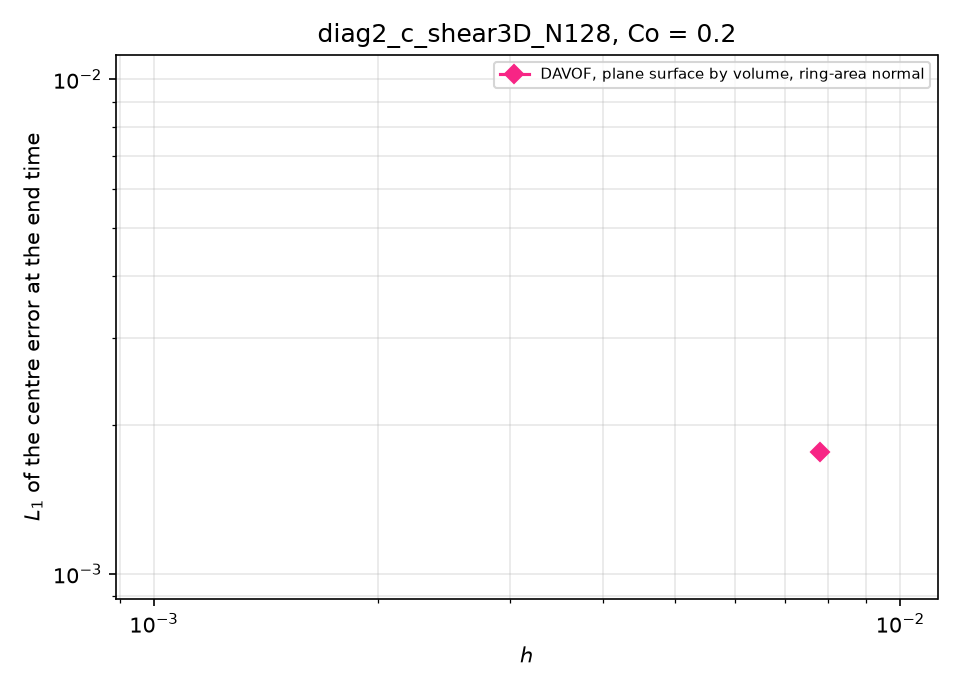 diag2_c_shear3D_N128, Co = 0.2
DAVOF, plane surface by volume, ring-area normal
L₁ of the centre error at the end time
10⁻²
10⁻³
10⁻³
10⁻²
h